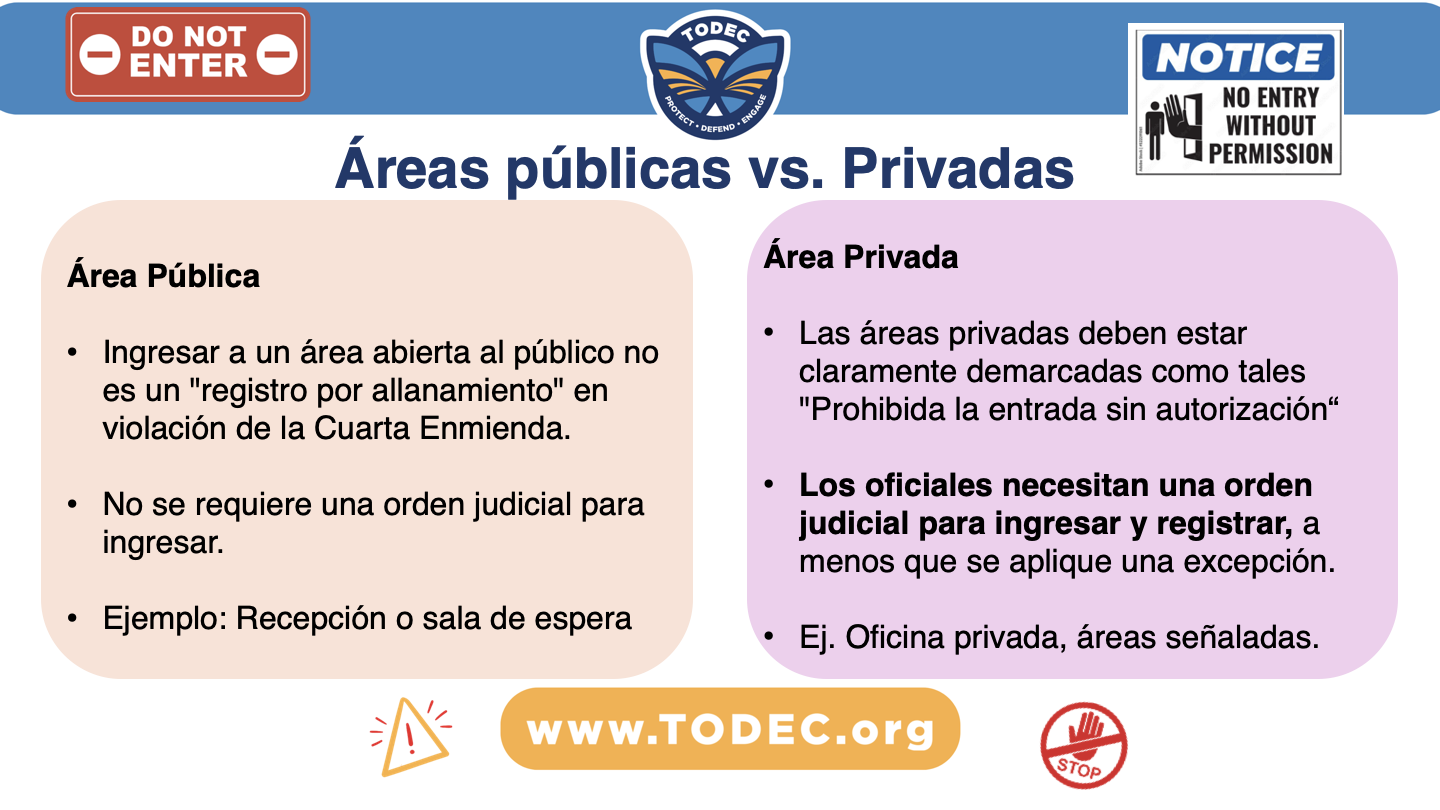 DO NOT
ENTER
TODEC
PROTECT • DEFEND • ENGAGE
NOTICE
NO ENTRY
WITHOUT
PERMISSION
Áreas públicas vs. Privadas
Área Pública
• Ingresar a un área abierta al público no
es un "registro por allanamiento" en
violación de la Cuarta Enmienda.
• No se requiere una orden judicial para
ingresar.
• Ejemplo: Recepción o sala de espera
Área Privada
• Las áreas privadas deben estar
claramente demarcadas como tales
"Prohibida la entrada sin autorización“
• Los oficiales necesitan una orden
judicial para ingresar y registrar, a
menos que se aplique una excepción.
• Ej. Oficina privada, áreas señaladas.
www.TODEC.org
STOP